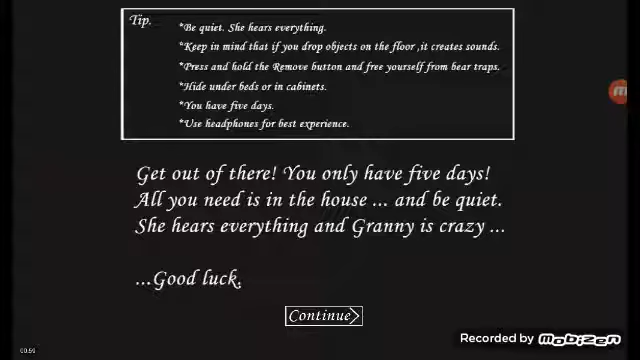 Tip.
*Be quiet. She hears everything.
*Keep in mind that if you drop objects on the floor ,it creates sounds.
*Press and hold the Remove button and free yourself from bear traps.
*Hide under beds or in cabinets.
*You have five days.
*Use headphones for best experience.
Get out of there! You only have five days!
All you need is in the house ... and be quiet.
She hears everything and Granny is crazy ...
...Good luck.
Continue
Recorded by mobizen
00:50